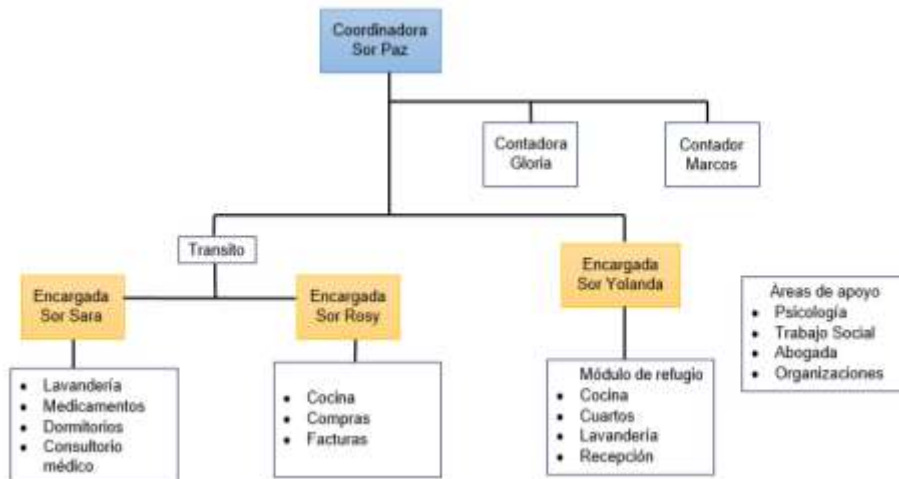 Coordinadora
Sor Paz
Contadora
Gloria
Contador
Marcos
Transito
Encargada
Sor Sara
Encargada
Sor Rosy
Encargada
Sor Yolanda
• Lavandería
• Medicamentos
• Dormitorios
• Consultorio
médico
• Cocina
• Compras
• Facturas
Módulo de refugio
• Cocina
• Cuartos
• Lavandería
• Recepción
Áreas de apoyo
• Psicología
• Trabajo Social
• Abogada
• Organizaciones